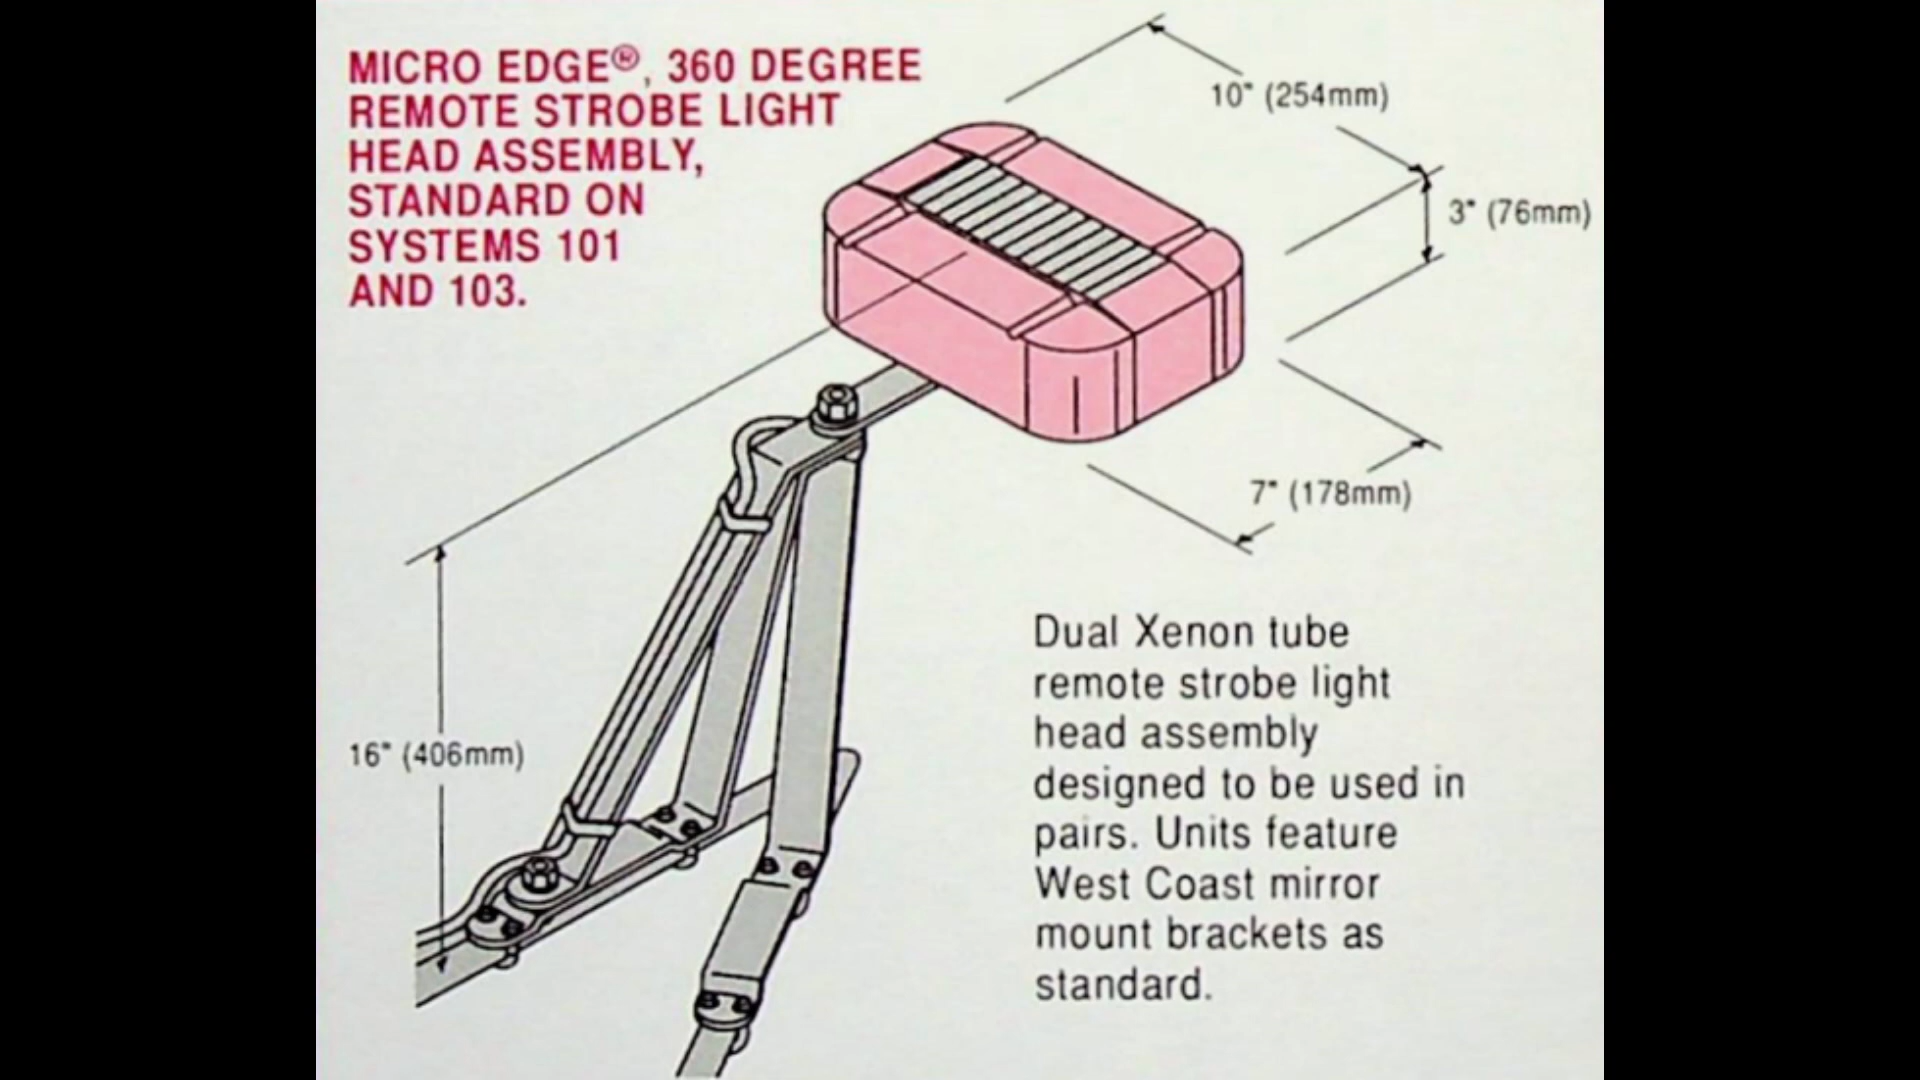 MICRO EDGE®, 360 DEGREE
REMOTE STROBE LIGHT
HEAD ASSEMBLY,
STANDARD ON
SYSTEMS 101
AND 103.
10" (254mm)
3" (76mm)
7" (178mm)
16" (406mm)
Dual Xenon tube
remote strobe light
head assembly
designed to be used in
pairs. Units feature
West Coast mirror
mount brackets as
standard.